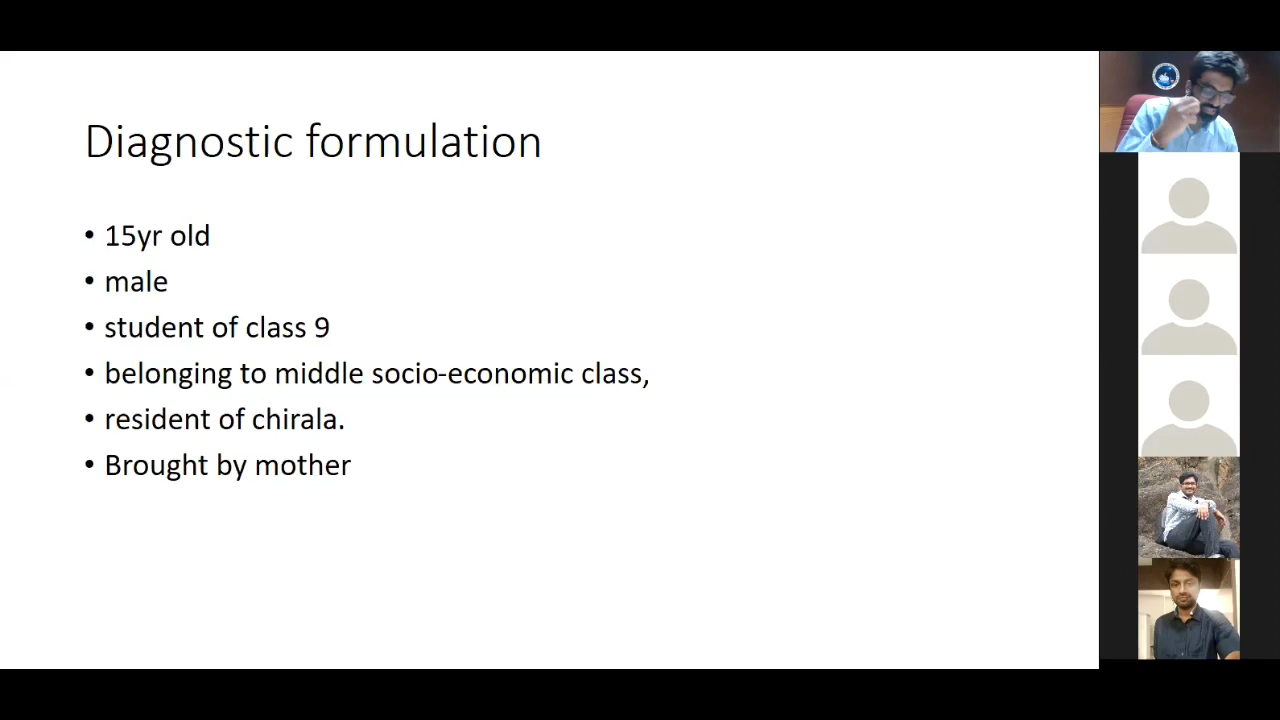 Diagnostic formulation
• 15yr old
• male
• student of class 9
• belonging to middle socio-economic class,
• resident of chirala.
• Brought by mother